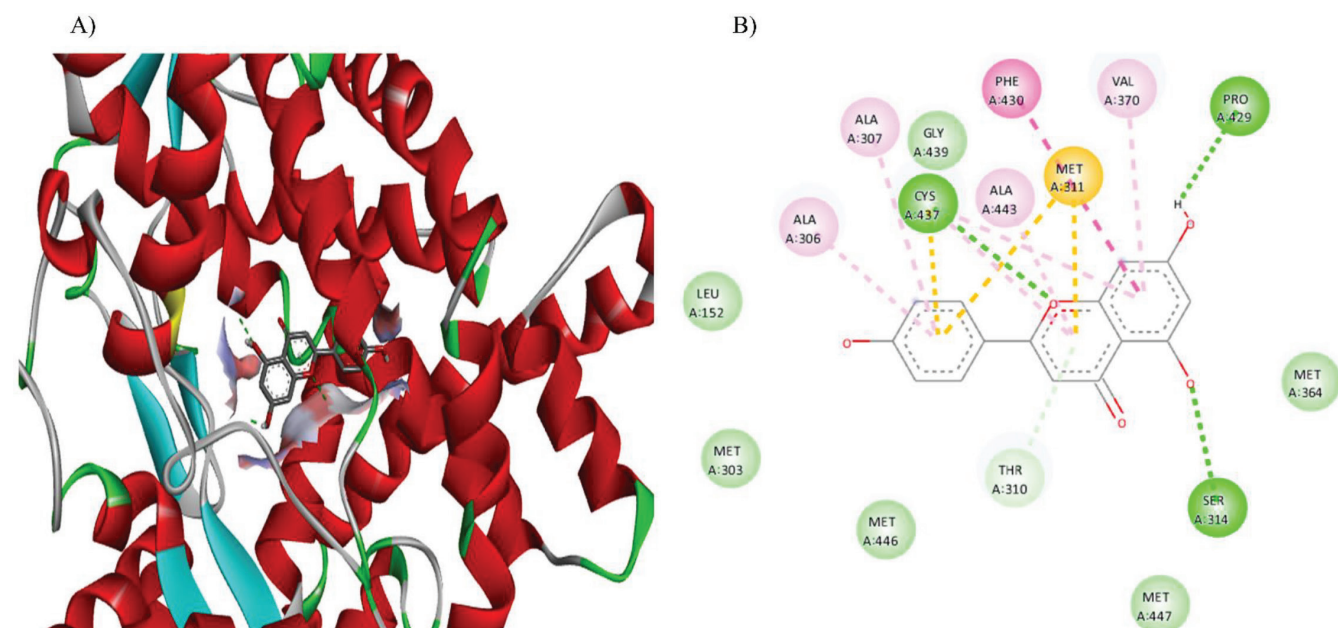 A)
B)
PHE
A:430
VAL
A:370
PRO
A:429
ALA
A:307
GLY
A:439
MET
A:311
CYS
A:437
ALA
A:443
ALA
A:306
H
O
LEU
A:152
O
O
MET
A:364
O
O
MET
A:303
THR
A:310
SER
A:314
MET
A:446
MET
A:447